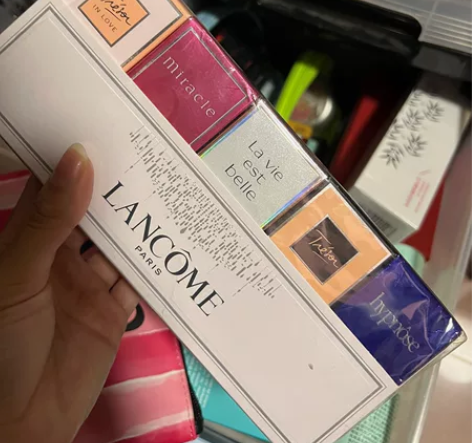 Trésor
IN LOVE
miracle
La vie
est
belle
Trésor
hypnôse
LANCÔME
PARIS